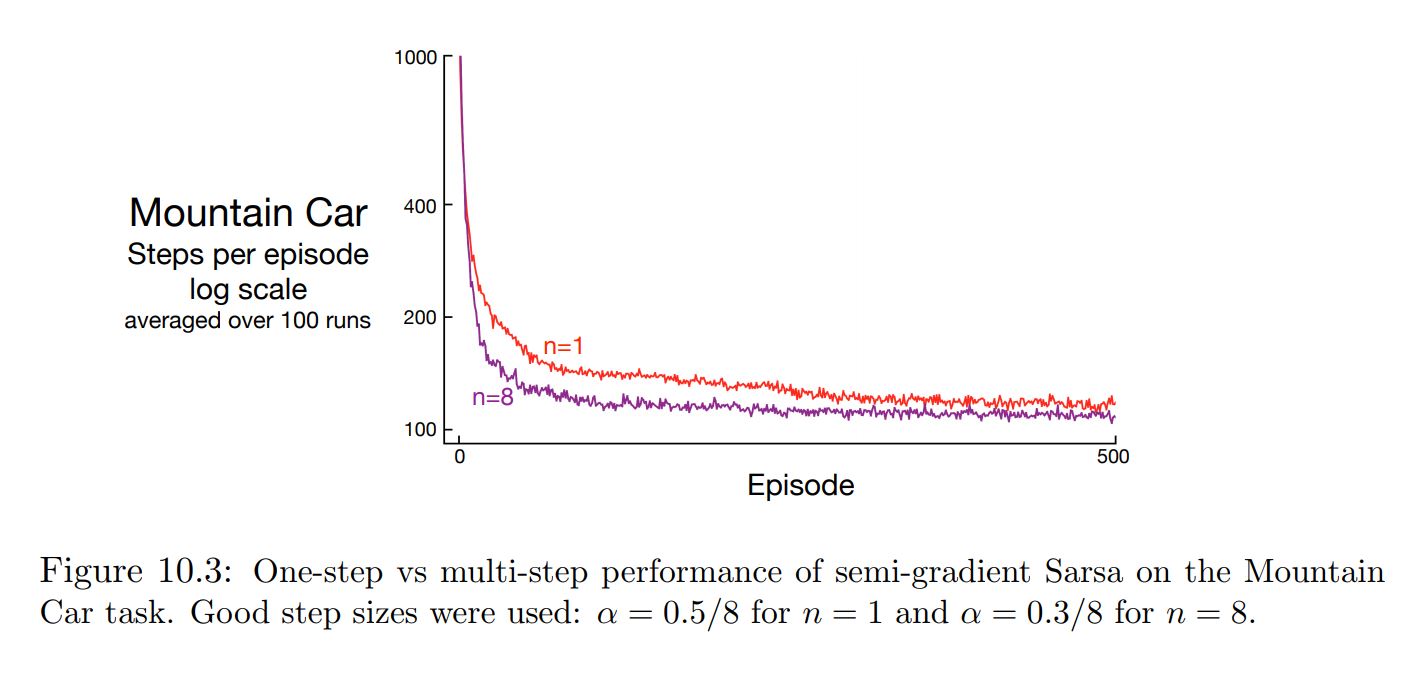 1000
400
200
100
Mountain Car
Steps per episode
log scale
averaged over 100 runs
n=1
n=8
0
500
Episode
Figure 10.3: One-step vs multi-step performance of semi-gradient Sarsa on the Mountain
Car task. Good step sizes were used: α = 0.5/8 for n = 1 and α = 0.3/8 for n = 8.